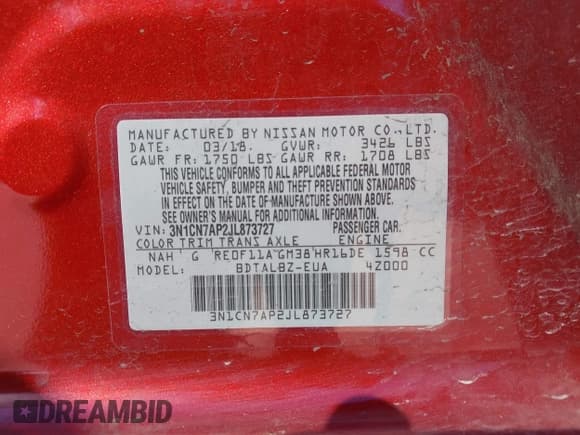 MANUFACTURED BY NISSAN MOTOR CO.,LTD.
DATE: 03/18. GVWR: 3426 LBS
GAWR FR: 1750 LBS GAWR RR: 1708 LBS
THIS VEHICLE CONFORMS TO ALL APPLICABLE FEDERAL MOTOR
VEHICLE SAFETY, BUMPER AND THEFT PREVENTION STANDARDS
IN EFFECT ON THE DATE OF MANUFACTURE SHOWN ABOVE.
SEE OWNER'S MANUAL FOR ADDITIONAL INFORMATION.
VIN: 3N1CN7AP2JL873727 PASSENGER CAR.
COLOR TRIM TRANS AXLE ENGINE
NAH ' G 'RE0F11A'GM38'HR16DE 1598 CC
MODEL: BDTALBZ-EUA 4Z000
3N1CN7AP2JL873727
DREAMBID